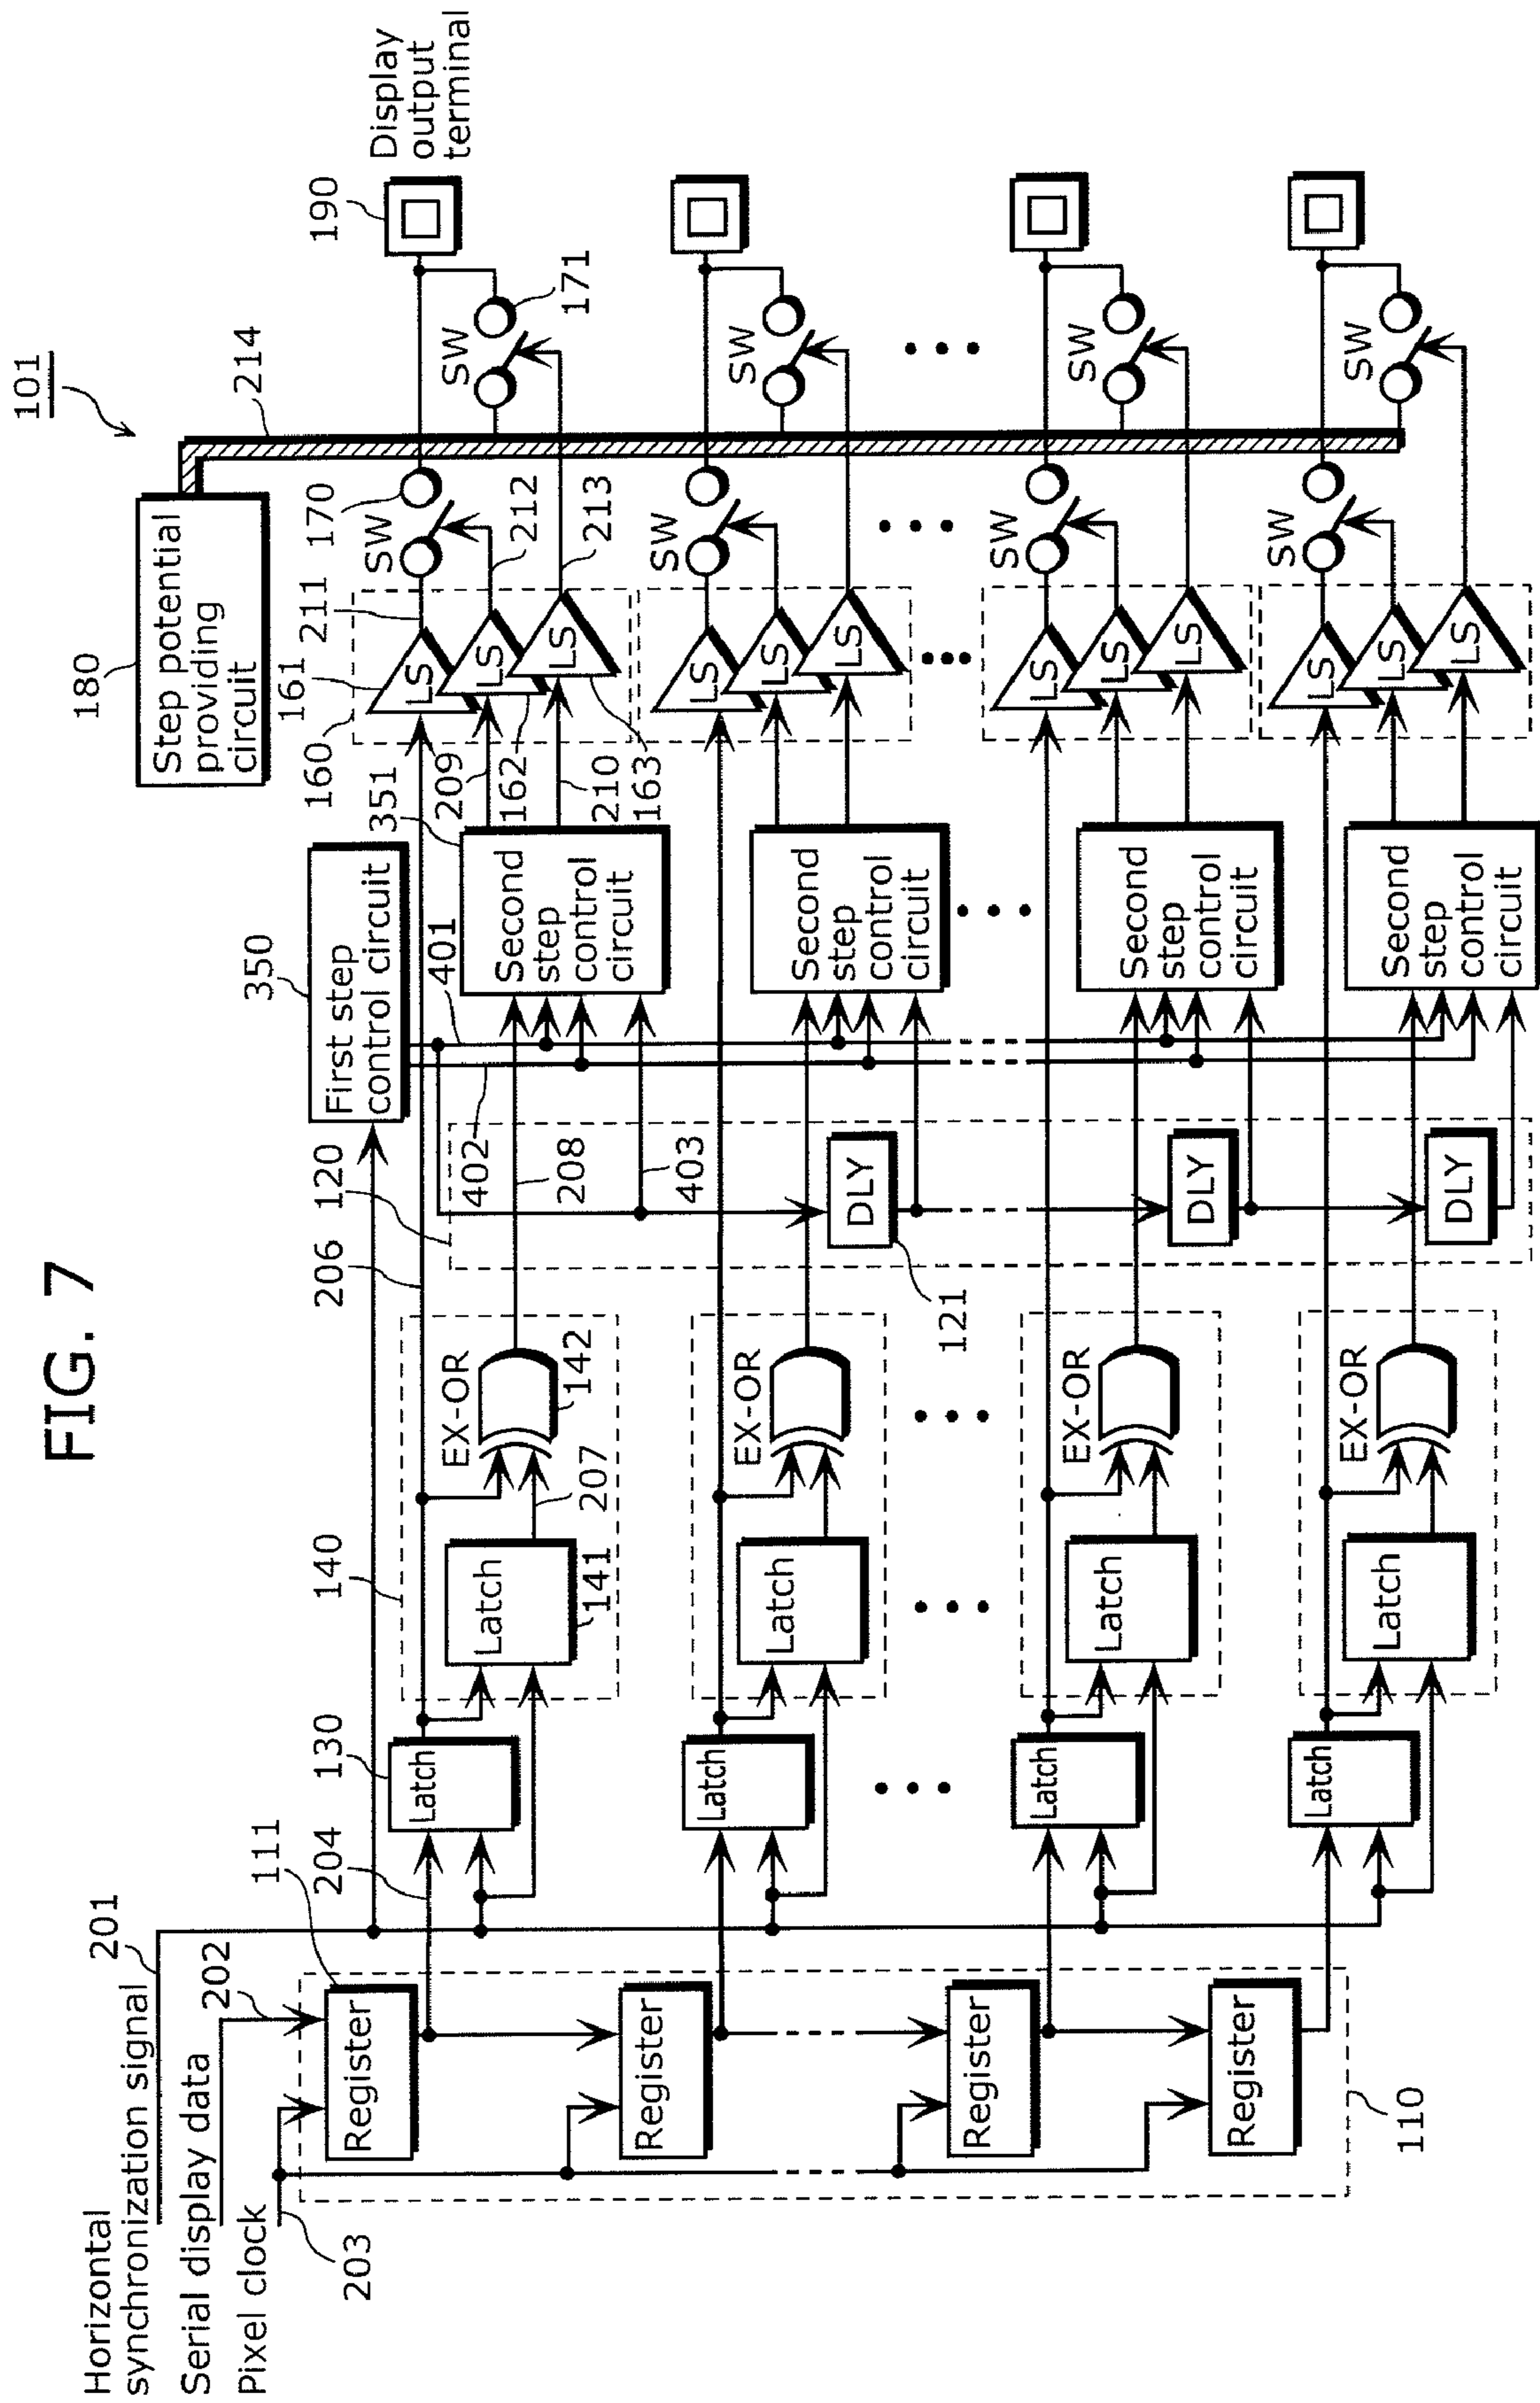 FIG. 7
101
Horizontal
synchronization signal
201
Serial display data
202
Pixel clock
203
110
111
Register
Register
Register
Register
204
130
Latch
Latch
Latch
Latch
140
Latch
141
Latch
Latch
Latch
207
EX-OR
142
EX-OR
EX-OR
EX-OR
206
120
402
208
403
121
DLY
DLY
DLY
350
First step
control circuit
401
351
Second
step
control
circuit
Second
step
control
circuit
Second
step
control
circuit
Second
step
control
circuit
180
Step potential
providing
circuit
160
161
209
162
210
163
LS
LS
LS
LS
LS
LS
LS
LS
LS
LS
LS
LS
211
170
SW
212
213
SW
SW
SW
214
SW
171
SW
SW
SW
190
Display
output
terminal